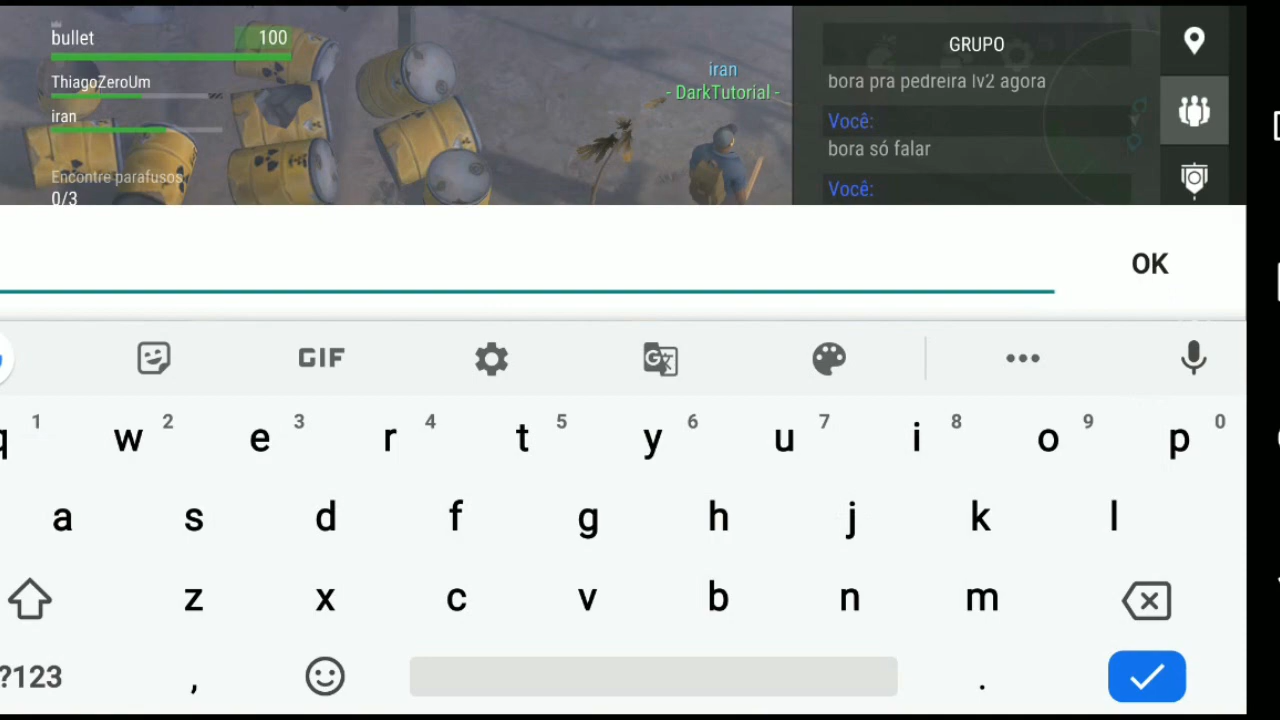 bullet
100
ThiagoZeroUm
iran
Encontre parafusos
0/3
iran
- DarkTutorial -
GRUPO
bora pra pedreira lv2 agora
Você:
bora só falar
Você:
OK
GIF
q 1 w 2 e 3 r 4 t 5 y 6 u 7 i 8 o 9 p 0
a s d f g h j k l
z x c v b n m
?123 , .